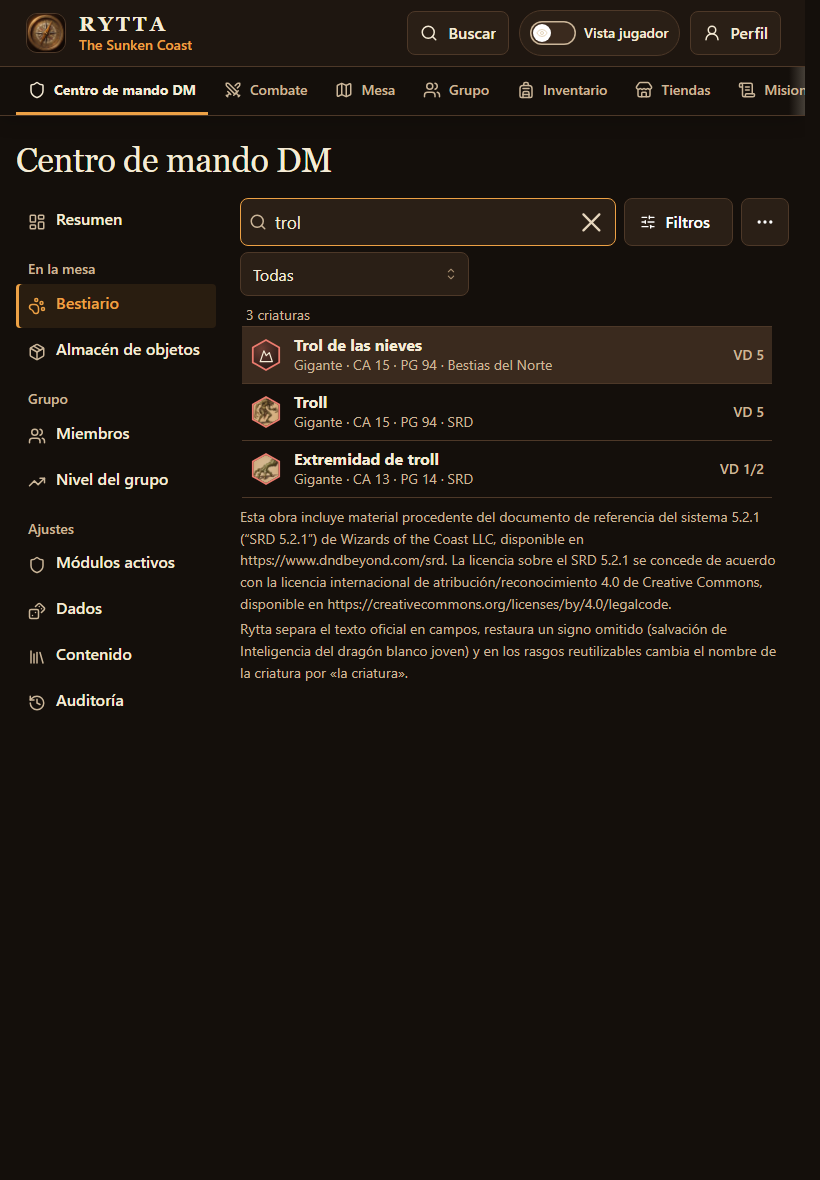 RYTTA
The Sunken Coast
Buscar
Vista jugador
Perfil
Centro de mando DM
Combate
Mesa
Grupo
Inventario
Tiendas
Mision
Centro de mando DM
Resumen
En la mesa
Bestiario
Almacén de objetos
Grupo
Miembros
Nivel del grupo
Ajustes
Módulos activos
Dados
Contenido
Auditoría
trol
Filtros
Todas
3 criaturas
Trol de las nieves
Gigante · CA 15 · PG 94 · Bestias del Norte
VD 5
Troll
Gigante · CA 15 · PG 94 · SRD
VD 5
Extremidad de troll
Gigante · CA 13 · PG 14 · SRD
VD 1/2
Esta obra incluye material procedente del documento de referencia del sistema 5.2.1
(“SRD 5.2.1”) de Wizards of the Coast LLC, disponible en
https://www.dndbeyond.com/srd. La licencia sobre el SRD 5.2.1 se concede de acuerdo
con la licencia internacional de atribución/reconocimiento 4.0 de Creative Commons,
disponible en https://creativecommons.org/licenses/by/4.0/legalcode.
Rytta separa el texto oficial en campos, restaura un signo omitido (salvación de
Inteligencia del dragón blanco joven) y en los rasgos reutilizables cambia el nombre de
la criatura por «la criatura».